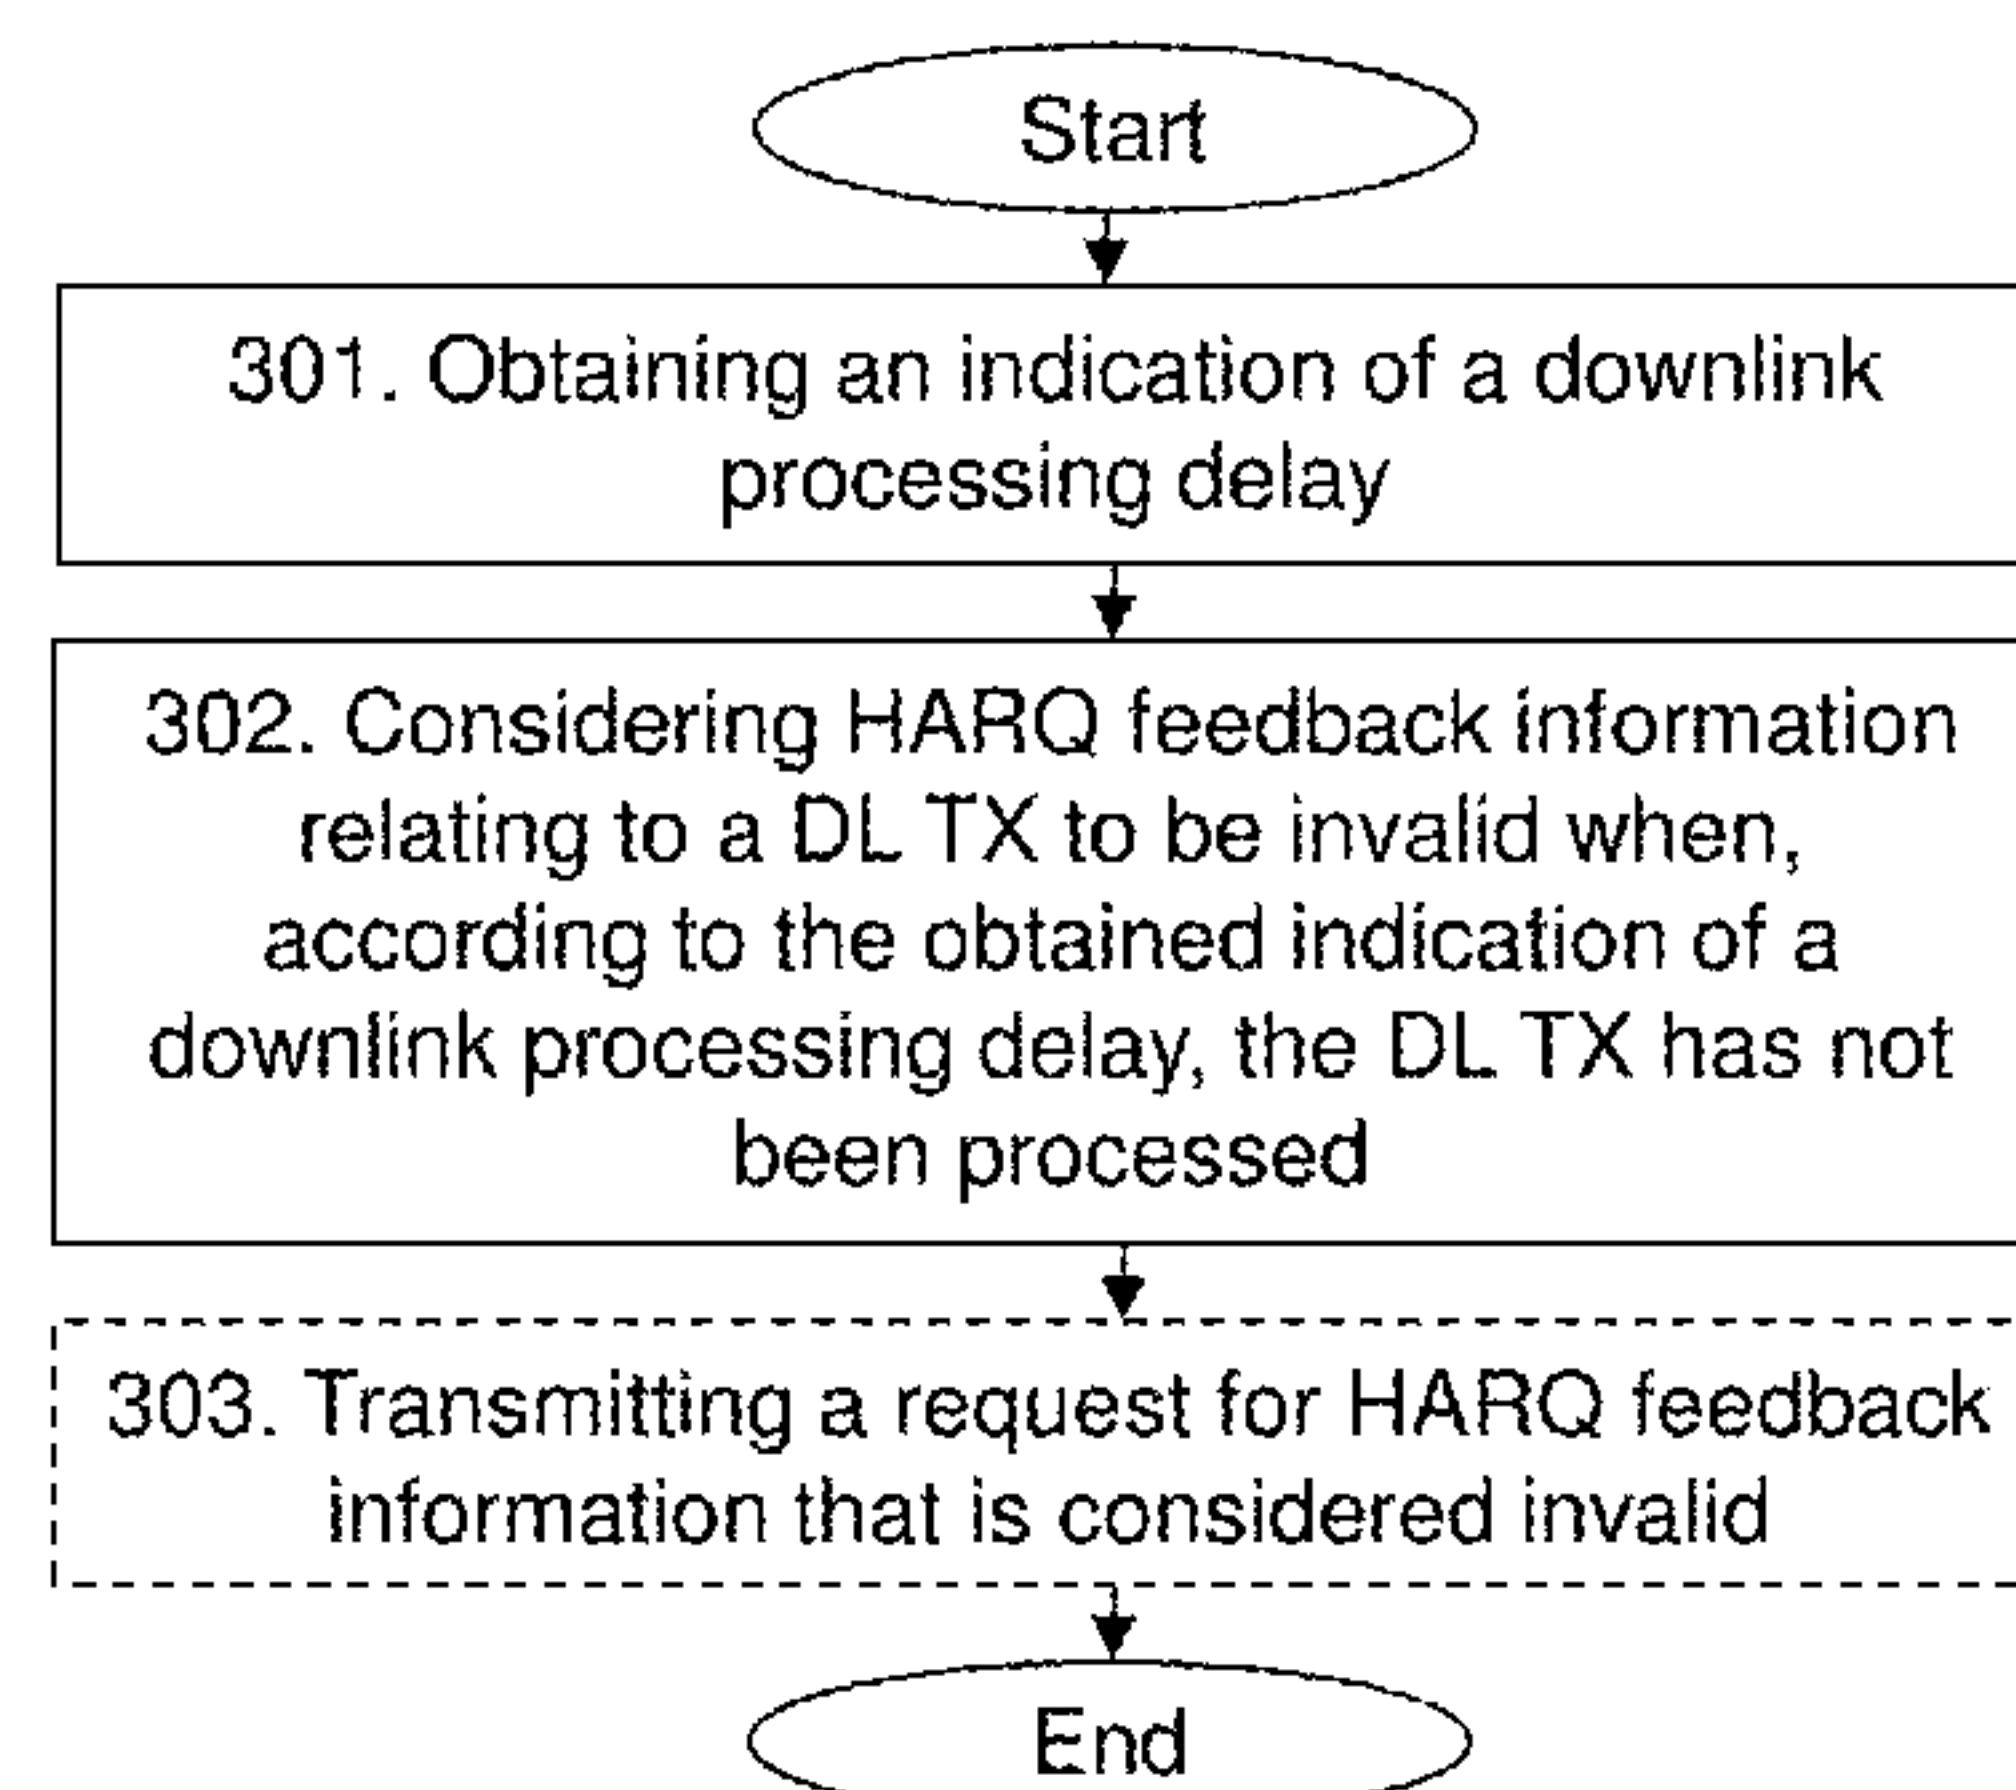 Start
301. Obtaining an indication of a downlink
processing delay
302. Considering HARQ feedback information
relating to a DL TX to be invalid when,
according to the obtained indication of a
downlink processing delay, the DL TX has not
been processed
303. Transmitting a request for HARQ feedback
information that is considered invalid
End